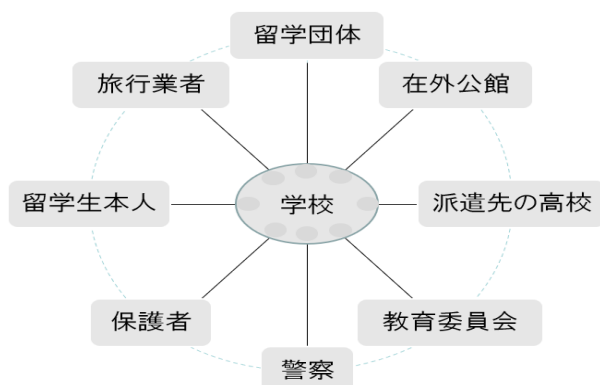 留学団体
旅行業者
在外公館
留学生本人
学校
派遣先の高校
保護者
教育委員会
警察